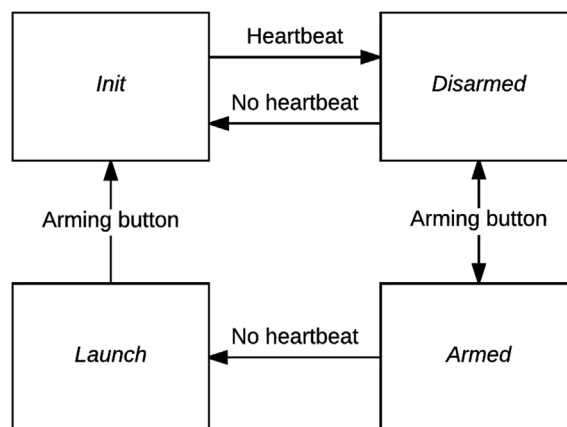 Heartbeat
Init
Disarmed
No heartbeat
Arming button
Arming button
No heartbeat
Launch
Armed